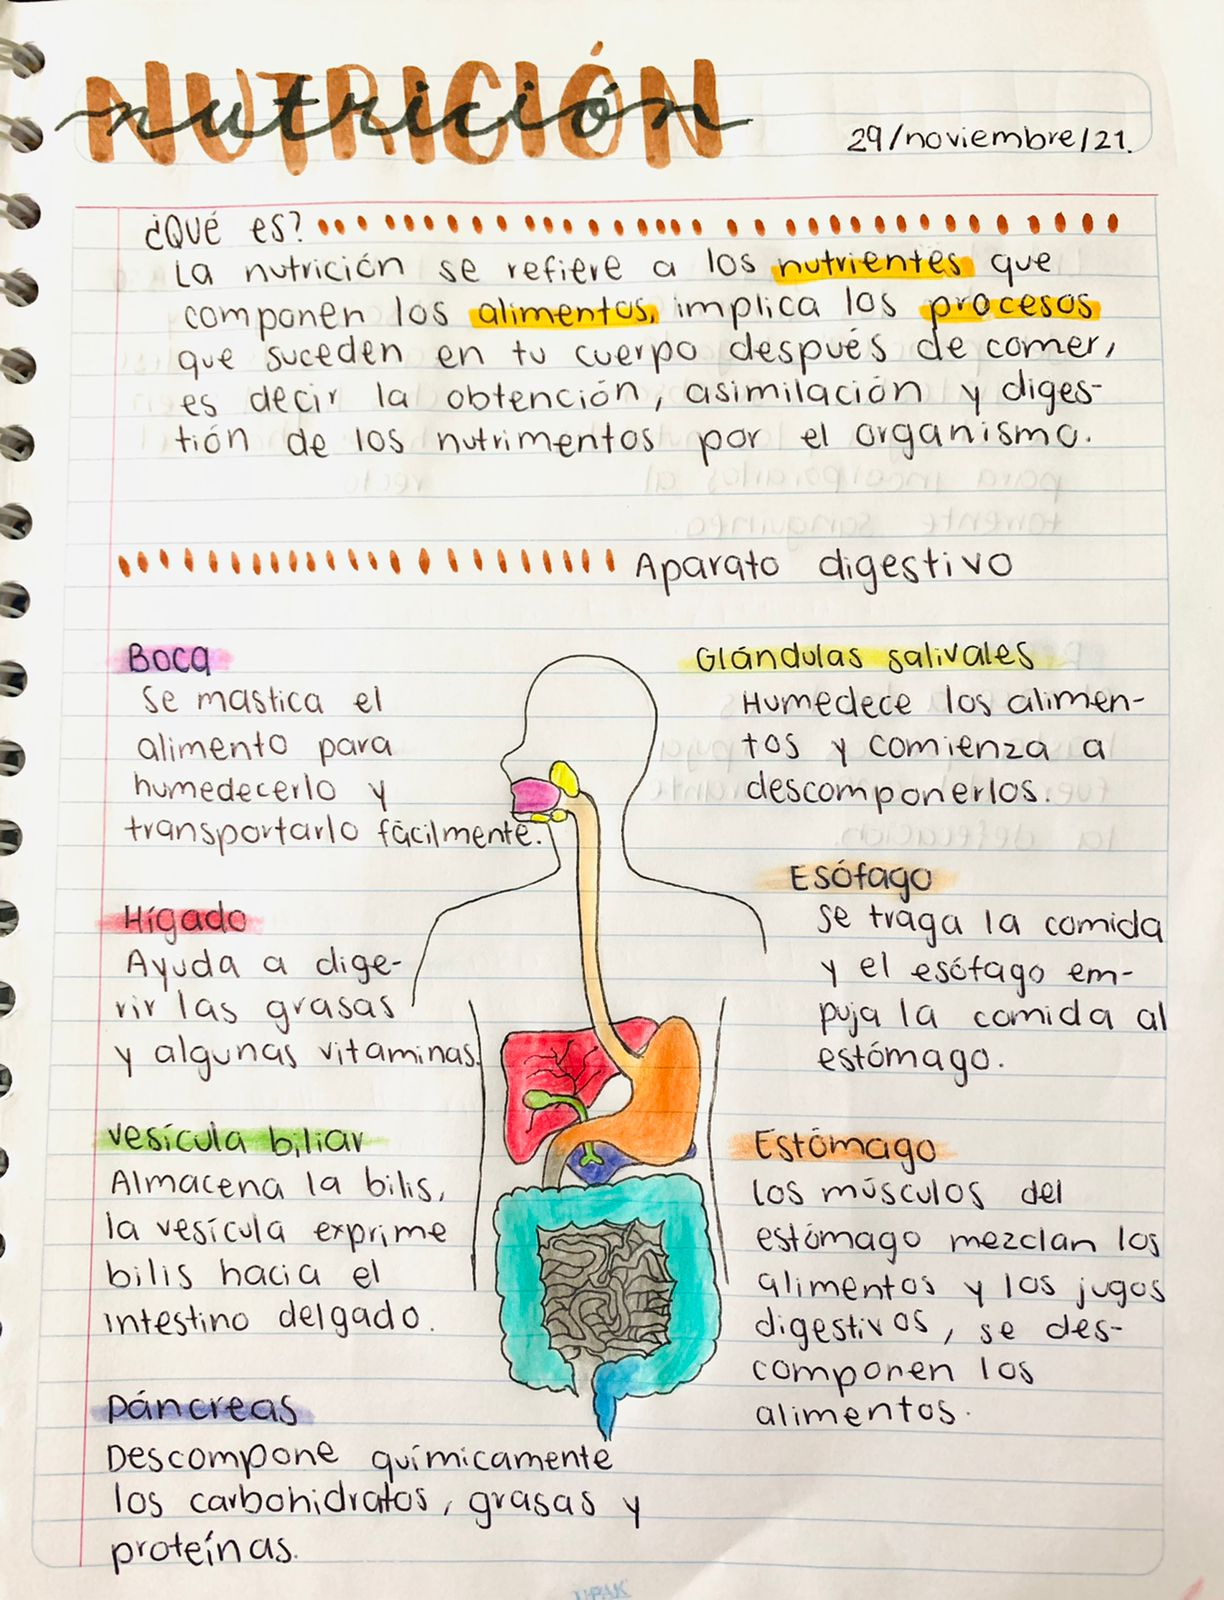 NUTRICIÓN
nutrición
29/noviembre/21.
¿Qué es?
La nutrición se refiere a los nutrientes que
componen los alimentos, implica los procesos
que suceden en tu cuerpo después de comer,
es decir la obtención, asimilación y diges-
tión de los nutrimentos por el organismo.
Aparato digestivo
Boca
Se mastica el
alimento para
humedecerlo y
transportarlo fácilmente.
Glándulas salivales
Humedece los alimen-
tos y comienza a
descomponerlos.
Esófago
Se traga la comida
y el esófago em-
puja la comida al
estómago.
Hígado
Ayuda a dige-
rir las grasas
y algunas vitaminas.
Vesícula biliar
Almacena la bilis,
la vesícula exprime
bilis hacia el
intestino delgado.
Estómago
Los músculos del
estómago mezclan los
alimentos y los jugos
digestivos, se des-
componen los
alimentos.
Páncreas
Descompone químicamente
los carbohidratos, grasas y
proteínas.